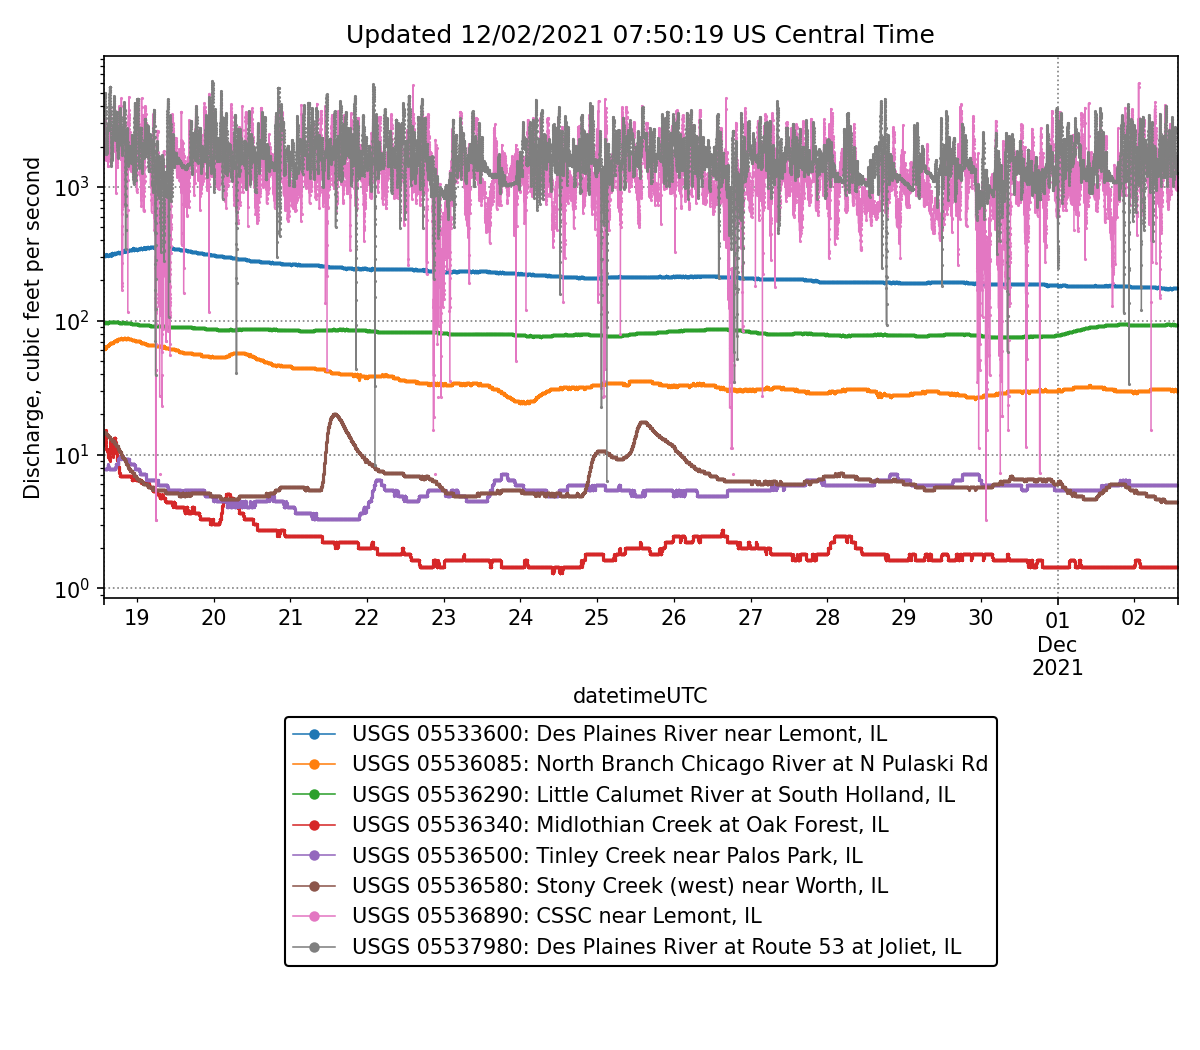 Updated 12/02/2021 07:50:19 US Central Time
Discharge, cubic feet per second
10³
10²
10¹
10⁰
19 20 21 22 23 24 25 26 27 28 29 30 01 02
Dec
2021
datetimeUTC
USGS 05533600: Des Plaines River near Lemont, IL
USGS 05536085: North Branch Chicago River at N Pulaski Rd
USGS 05536290: Little Calumet River at South Holland, IL
USGS 05536340: Midlothian Creek at Oak Forest, IL
USGS 05536500: Tinley Creek near Palos Park, IL
USGS 05536580: Stony Creek (west) near Worth, IL
USGS 05536890: CSSC near Lemont, IL
USGS 05537980: Des Plaines River at Route 53 at Joliet, IL